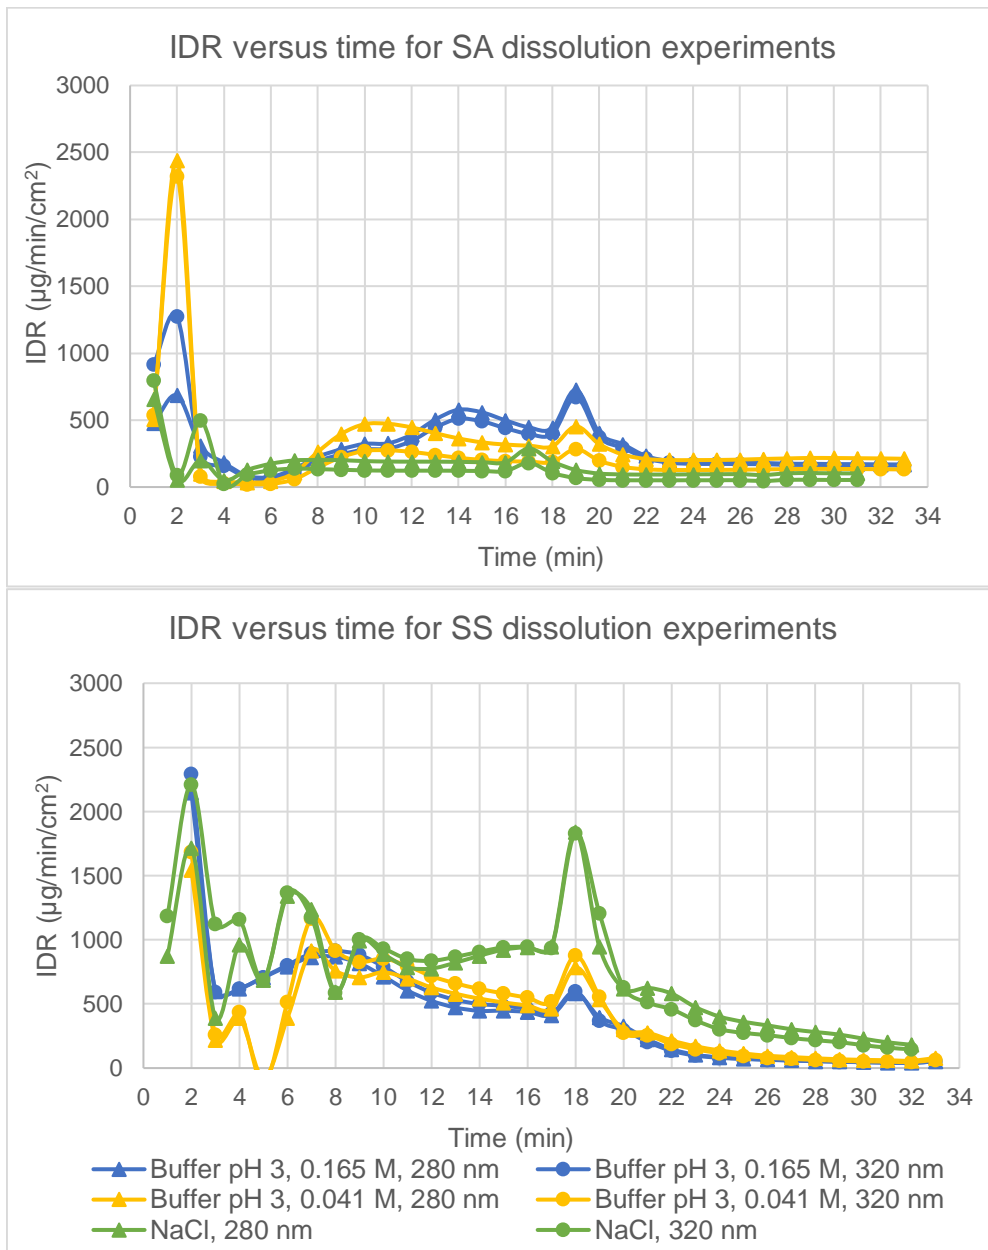 IDR versus time for SA dissolution experiments
3000
2500
2000
1500
1000
500
0
IDR (µg/min/cm²)
0 2 4 6 8 10 12 14 16 18 20 22 24 26 28 30 32 34
Time (min)
IDR versus time for SS dissolution experiments
3000
2500
2000
1500
1000
500
0
IDR (µg/min/cm²)
0 2 4 6 8 10 12 14 16 18 20 22 24 26 28 30 32 34
Time (min)
Buffer pH 3, 0.165 M, 280 nm Buffer pH 3, 0.165 M, 320 nm
Buffer pH 3, 0.041 M, 280 nm Buffer pH 3, 0.041 M, 320 nm
NaCl, 280 nm NaCl, 320 nm